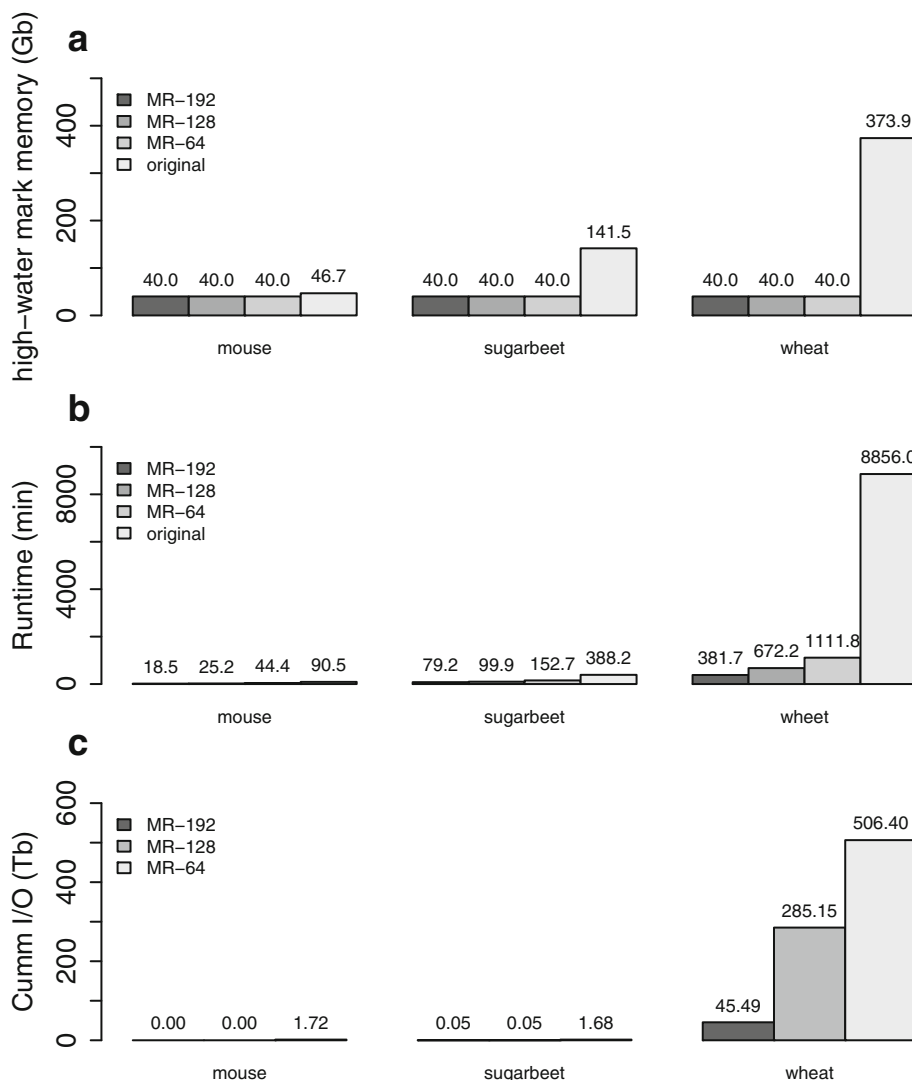 a
high−water mark memory (Gb)
400
200
0
MR−192
MR−128
MR−64
original
40.0 40.0 40.0 46.7
40.0 40.0 40.0 141.5
40.0 40.0 40.0 373.9
mouse sugarbeet wheat
b
Runtime (min)
8000
4000
0
MR−192
MR−128
MR−64
original
18.5 25.2 44.4 90.5
79.2 99.9 152.7 388.2
381.7 672.2 1111.8 8856.0
mouse sugarbeet wheet
c
Cumm I/O (Tb)
600
400
200
0
MR−192
MR−128
MR−64
0.00 0.00 1.72
0.05 0.05 1.68
45.49 285.15 506.40
mouse sugarbeet wheat